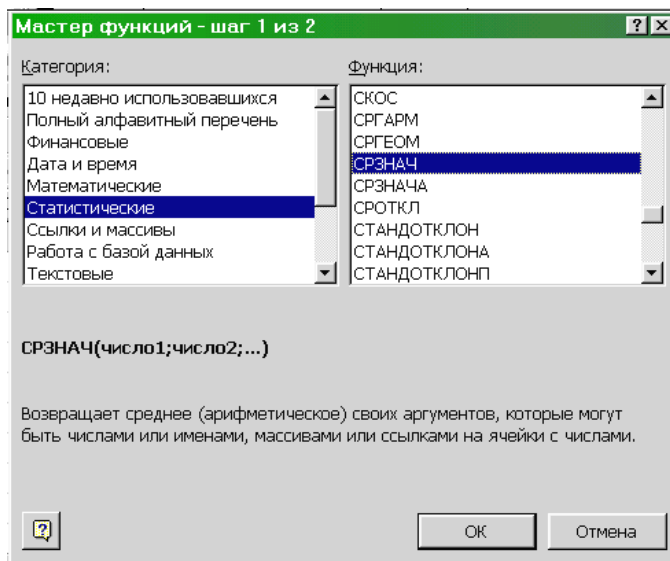 Мастер функций - шаг 1 из 2
Категория:
Функция:
10 недавно использовавшихся
Полный алфавитный перечень
Финансовые
Дата и время
Математические
Статистические
Ссылки и массивы
Работа с базой данных
Текстовые
СКОС
СРГАРМ
СРГЕОМ
СРЗНАЧ
СРЗНАЧА
СРОТКЛ
СТАНДОТКЛОН
СТАНДОТКЛОНА
СТАНДОТКЛОНП
СРЗНАЧ(число1;число2;...)
Возвращает среднее (арифметическое) своих аргументов, которые могут
быть числами или именами, массивами или ссылками на ячейки с числами.
ОК
Отмена